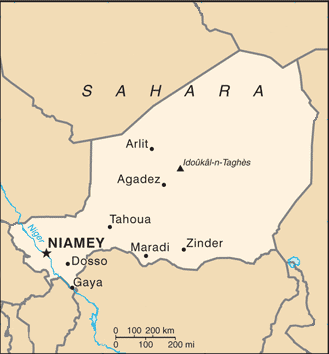 S A H A R A
Arlit
Idoûkâl-n-Taghès
Agadez
Tahoua
Niger
NIAMEY
Maradi
Zinder
Dosso
Gaya
0 100 200 km
0 100 200 mi